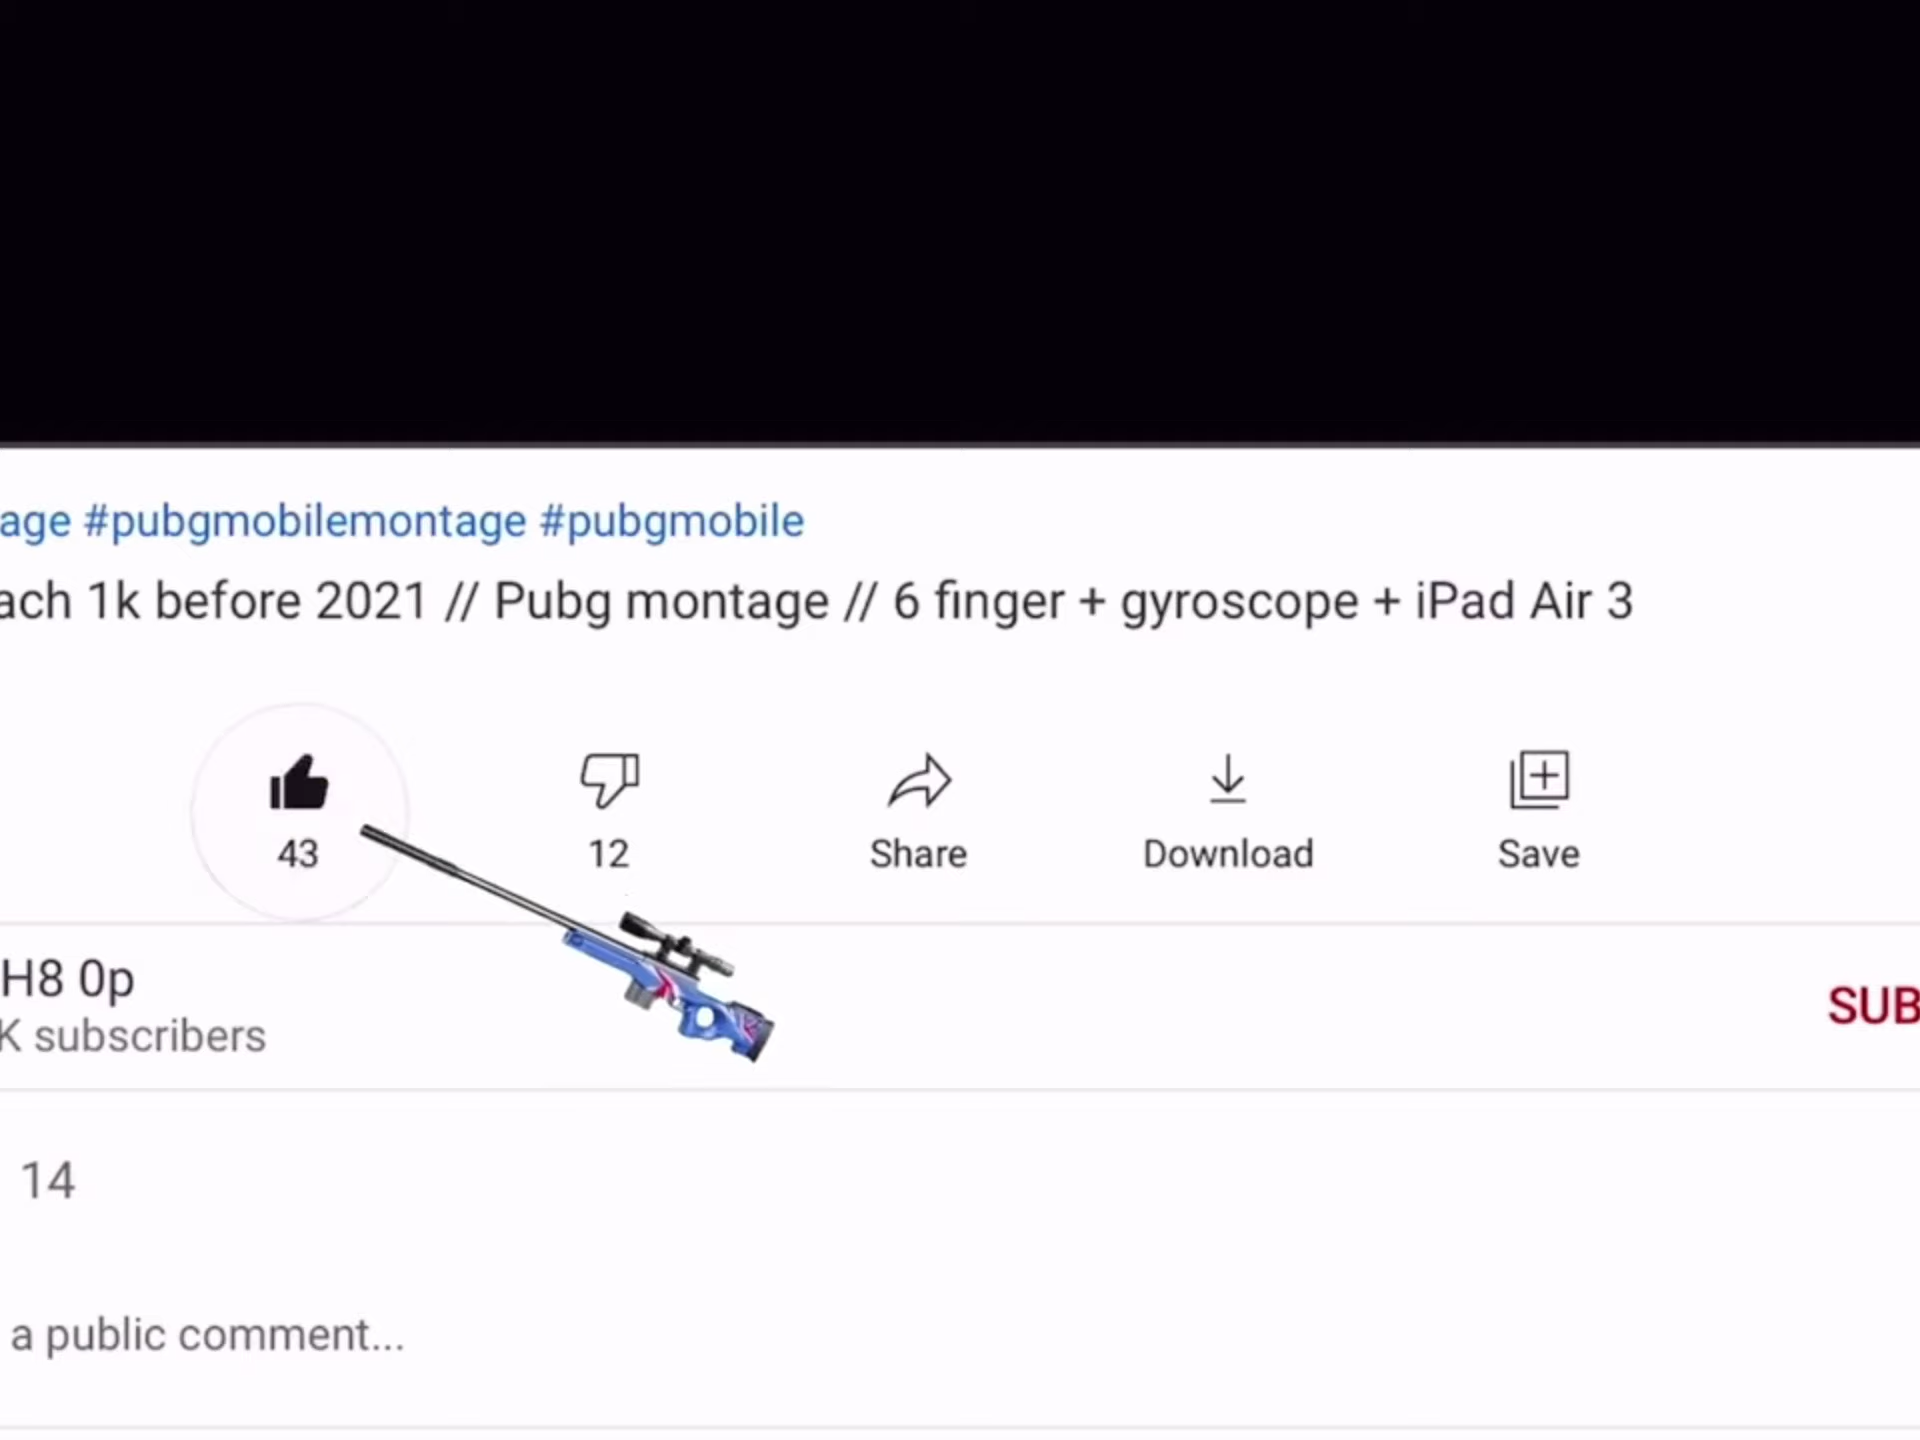 age #pubgmobilemontage #pubgmobile
ach 1k before 2021 // Pubg montage // 6 finger + gyroscope + iPad Air 3
43
12
Share
Download
Save
H8 0p
K subscribers
SUB
14
a public comment...